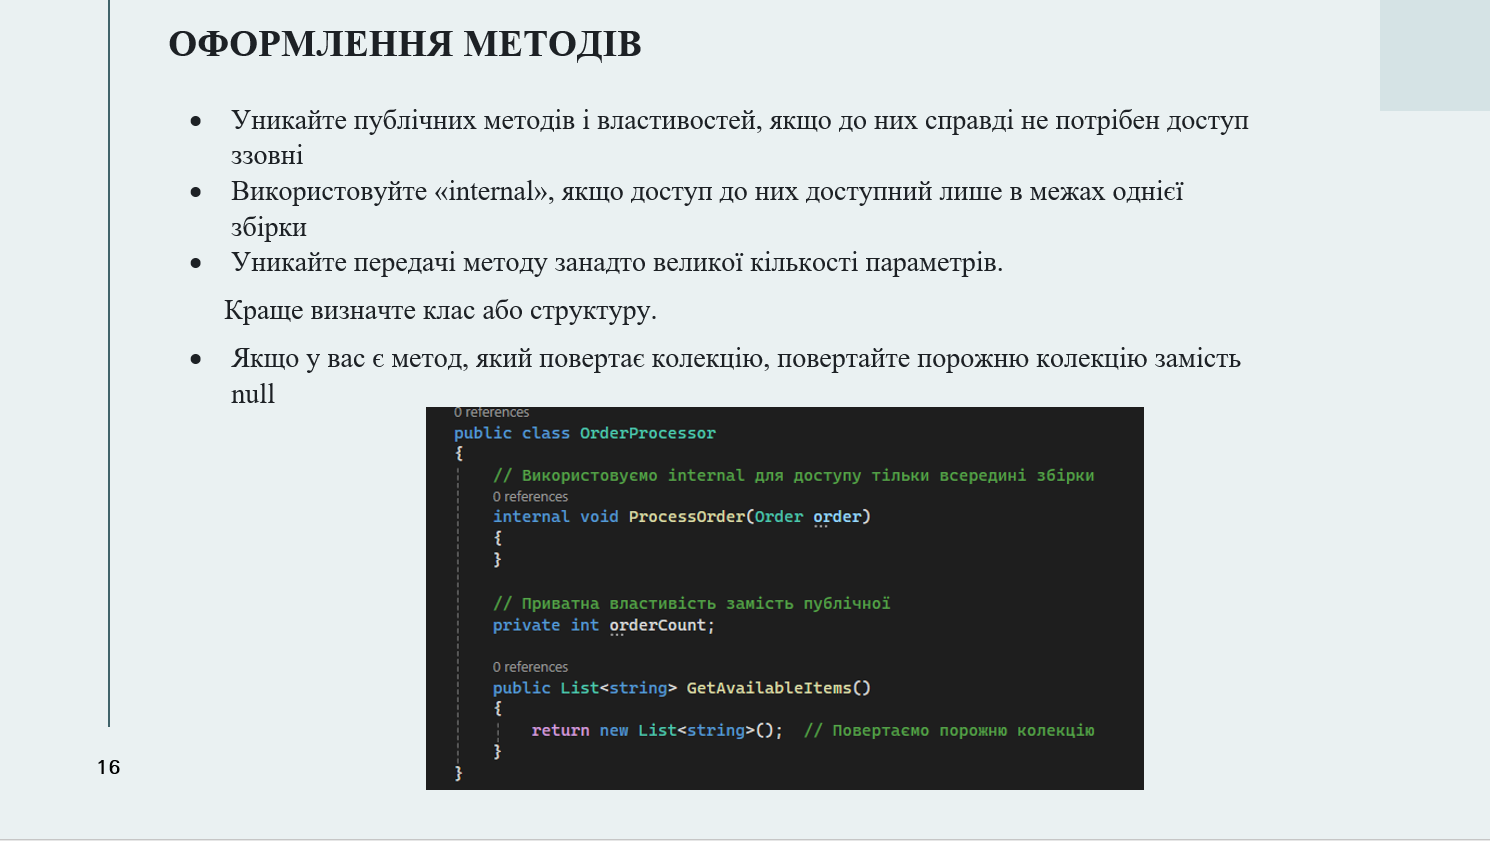 ОФОРМЛЕННЯ МЕТОДІВ
• Уникайте публічних методів і властивостей, якщо до них справді не потрібен доступ
ззовні
• Використовуйте «internal», якщо доступ до них доступний лише в межах однієї
збірки
• Уникайте передачі методу занадто великої кількості параметрів.
Краще визначте клас або структуру.
• Якщо у вас є метод, який повертає колекцію, повертайте порожню колекцію замість
null
0 references
public class OrderProcessor
{
// Використовуємо internal для доступу тільки всередині збірки
0 references
internal void ProcessOrder(Order order)
{
}
// Приватна властивість замість публічної
private int orderCount;
0 references
public List<string> GetAvailableItems()
{
return new List<string>(); // Повертаємо порожню колекцію
}
}
16